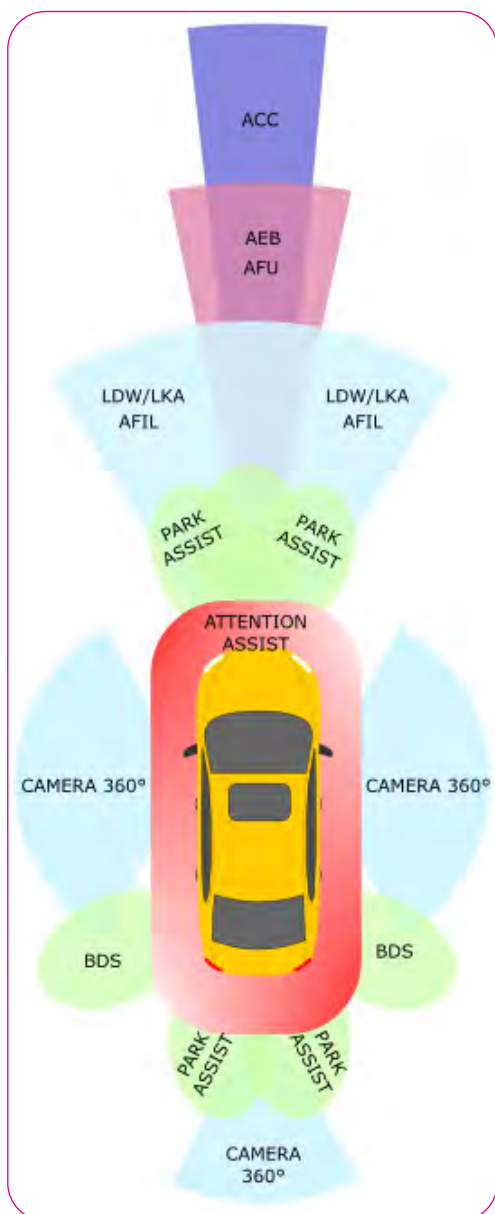 ACC
AEB
AFU
LDW/LKA
AFIL
LDW/LKA
AFIL
PARK
ASSIST
PARK
ASSIST
ATTENTION
ASSIST
CAMERA 360°
CAMERA 360°
BDS
BDS
PARK
ASSIST
PARK
ASSIST
CAMERA
360°